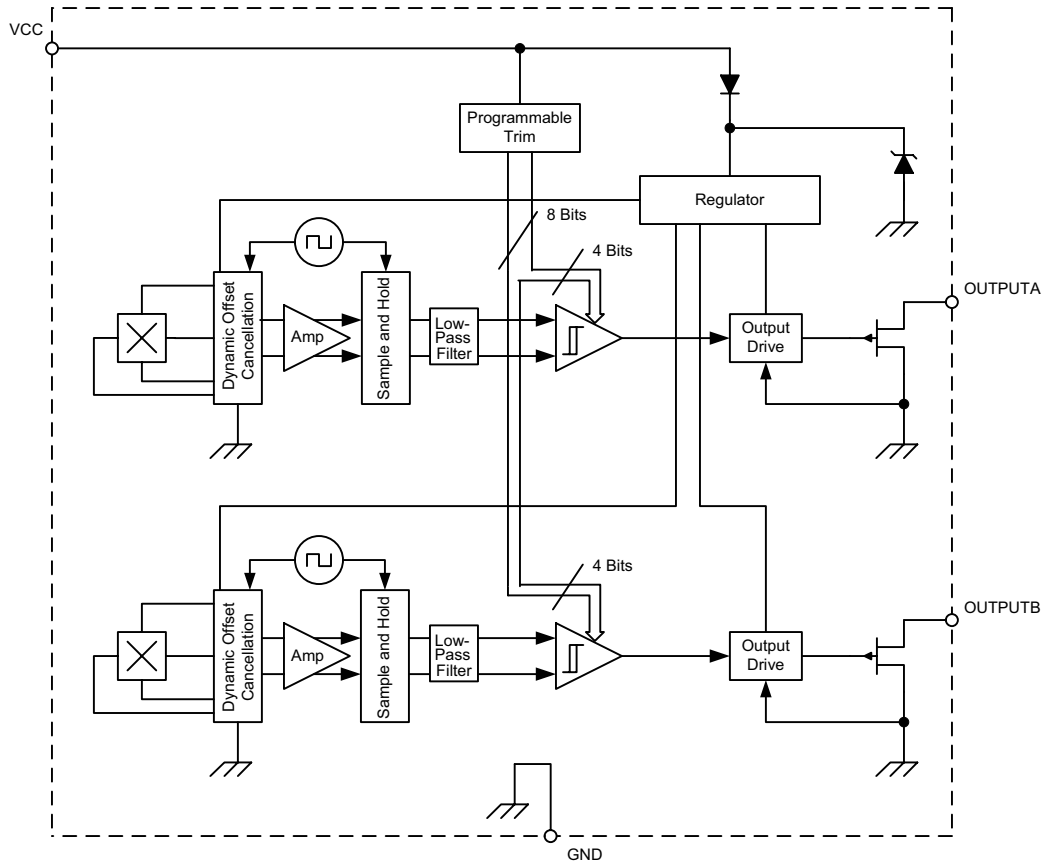 VCC
Programmable
Trim
Regulator
8 Bits
4 Bits
Dynamic Offset
Cancellation
Amp
Sample and Hold
Low-
Pass
Filter
Output
Drive
OUTPUTA
4 Bits
Dynamic Offset
Cancellation
Amp
Sample and Hold
Low-
Pass
Filter
Output
Drive
OUTPUTB
GND